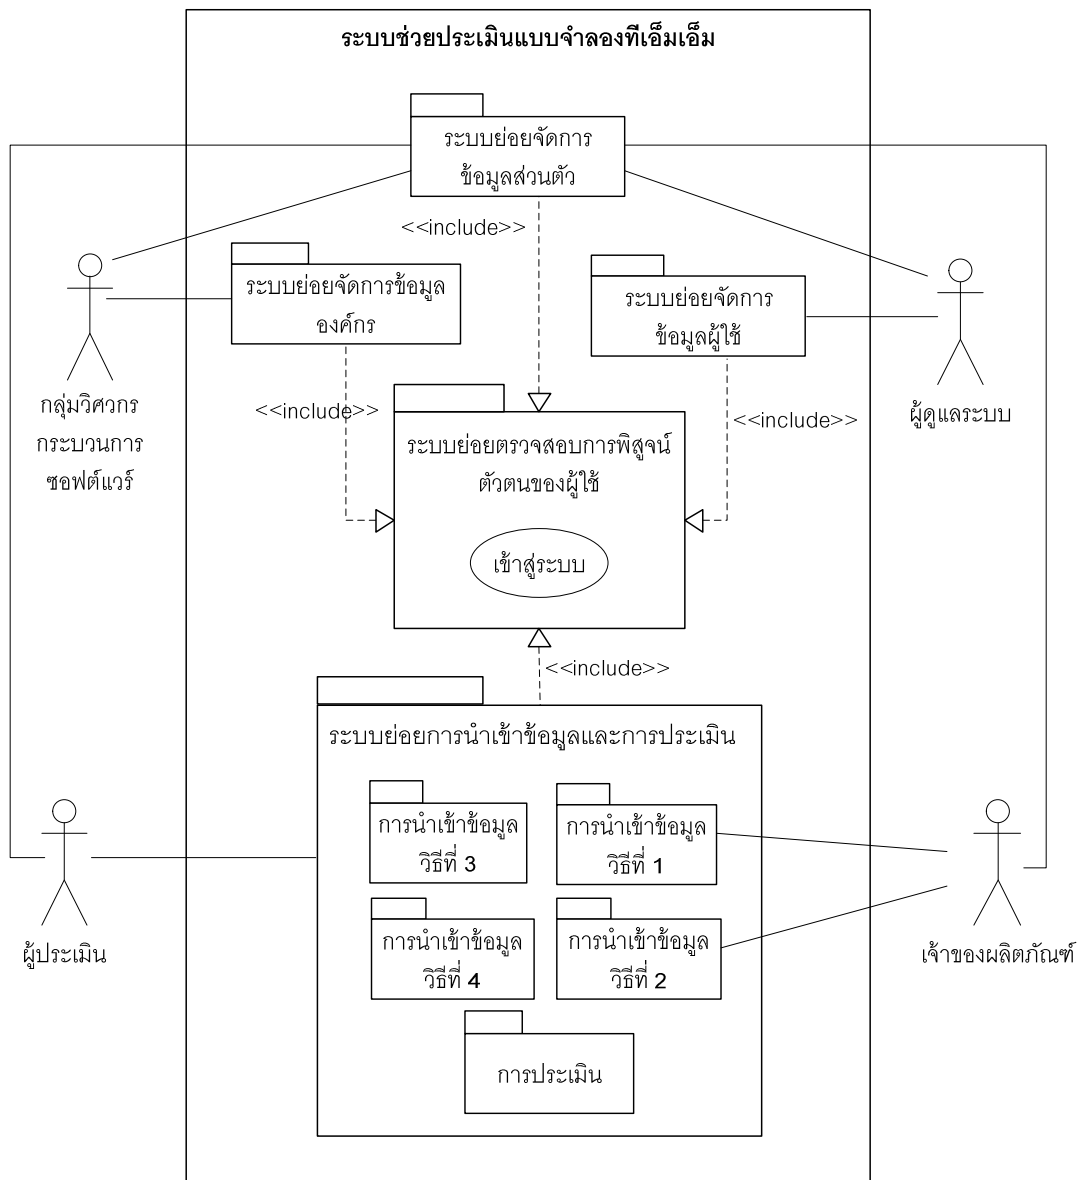 ระบบช่วยประเมินแบบจำลองทีเอ็มเอ็ม
ระบบย่อยจัดการ
ข้อมูลส่วนตัว
<<include>>
ระบบย่อยจัดการข้อมูล
องค์กร
ระบบย่อยจัดการ
ข้อมูลผู้ใช้
กลุ่มวิศวกร
กระบวนการ
ซอฟต์แวร์
<<include>>
<<include>>
ผู้ดูแลระบบ
ระบบย่อยตรวจสอบการพิสูจน์
ตัวตนของผู้ใช้
เข้าสู่ระบบ
<<include>>
ระบบย่อยการนำเข้าข้อมูลและการประเมิน
การนำเข้าข้อมูล
วิธีที่ 3
การนำเข้าข้อมูล
วิธีที่ 1
การนำเข้าข้อมูล
วิธีที่ 4
การนำเข้าข้อมูล
วิธีที่ 2
การประเมิน
ผู้ประเมิน
เจ้าของผลิตภัณฑ์